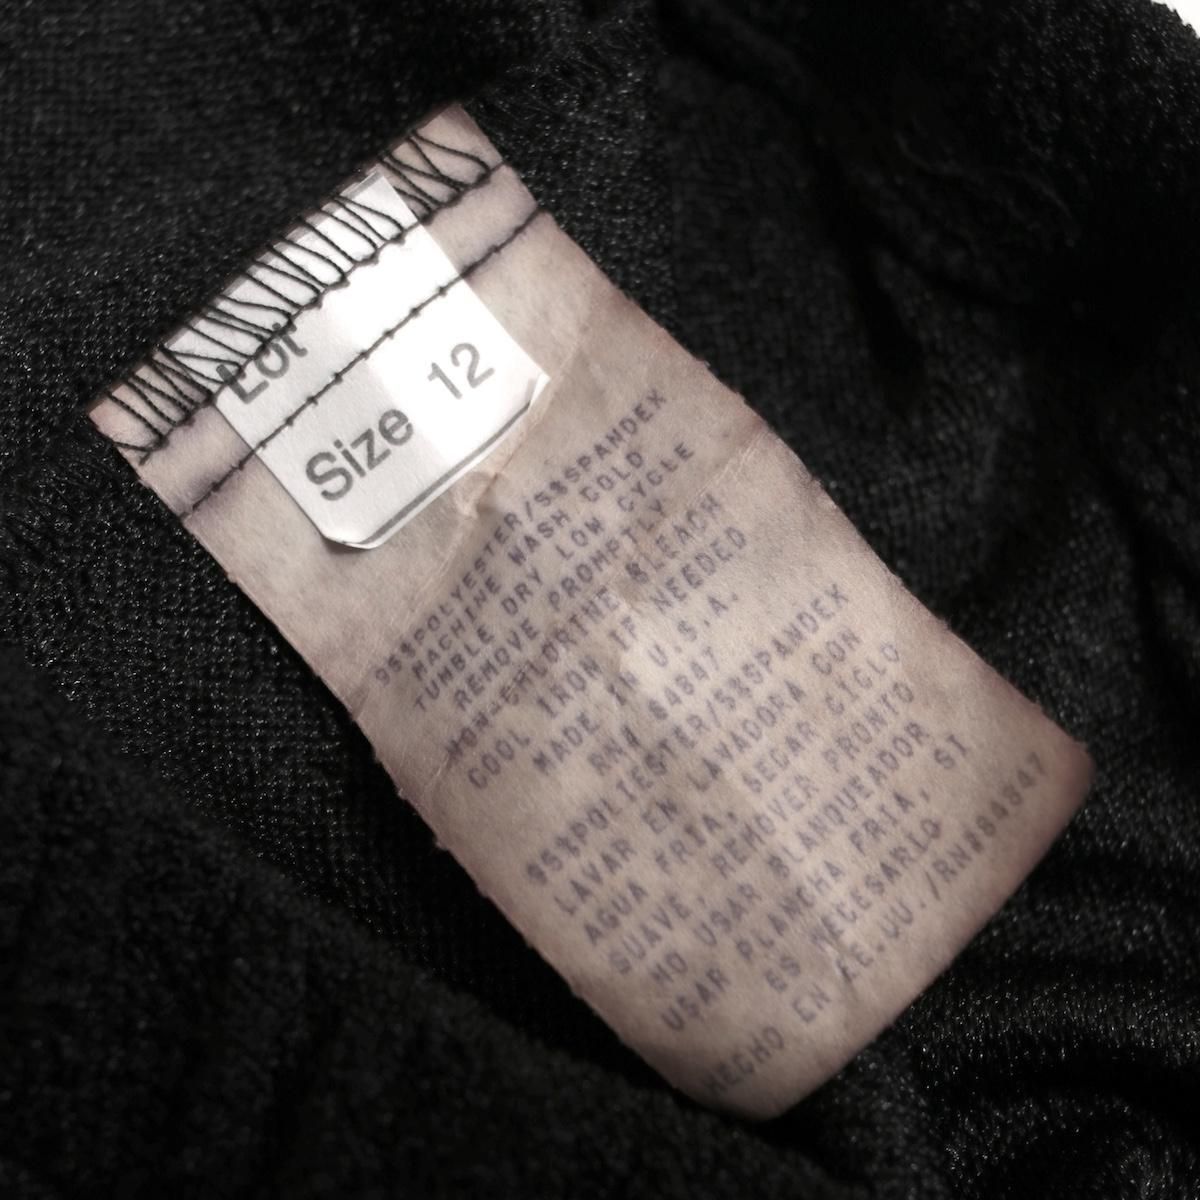 Lot
Size 12
95%POLYESTER/5%SPANDEX
MACHINE WASH COLD
TUMBLE DRY LOW CYCLE
REMOVE PROMPTLY
NON-CHLORINE BLEACH
COOL IRON IF NEEDED
MADE IN U.S.A.
RN# 84847
95%POLIESTER/5%SPANDEX
LAVAR EN LAVADORA CON
AGUA FRIA, SECAR CICLO
SUAVE, REMOVER PRONTO
NO USAR BLANQUEADOR
USAR PLANCHA FRIA, SI
ES NECESARIO
HECHO EN EE.UU./RN#84847